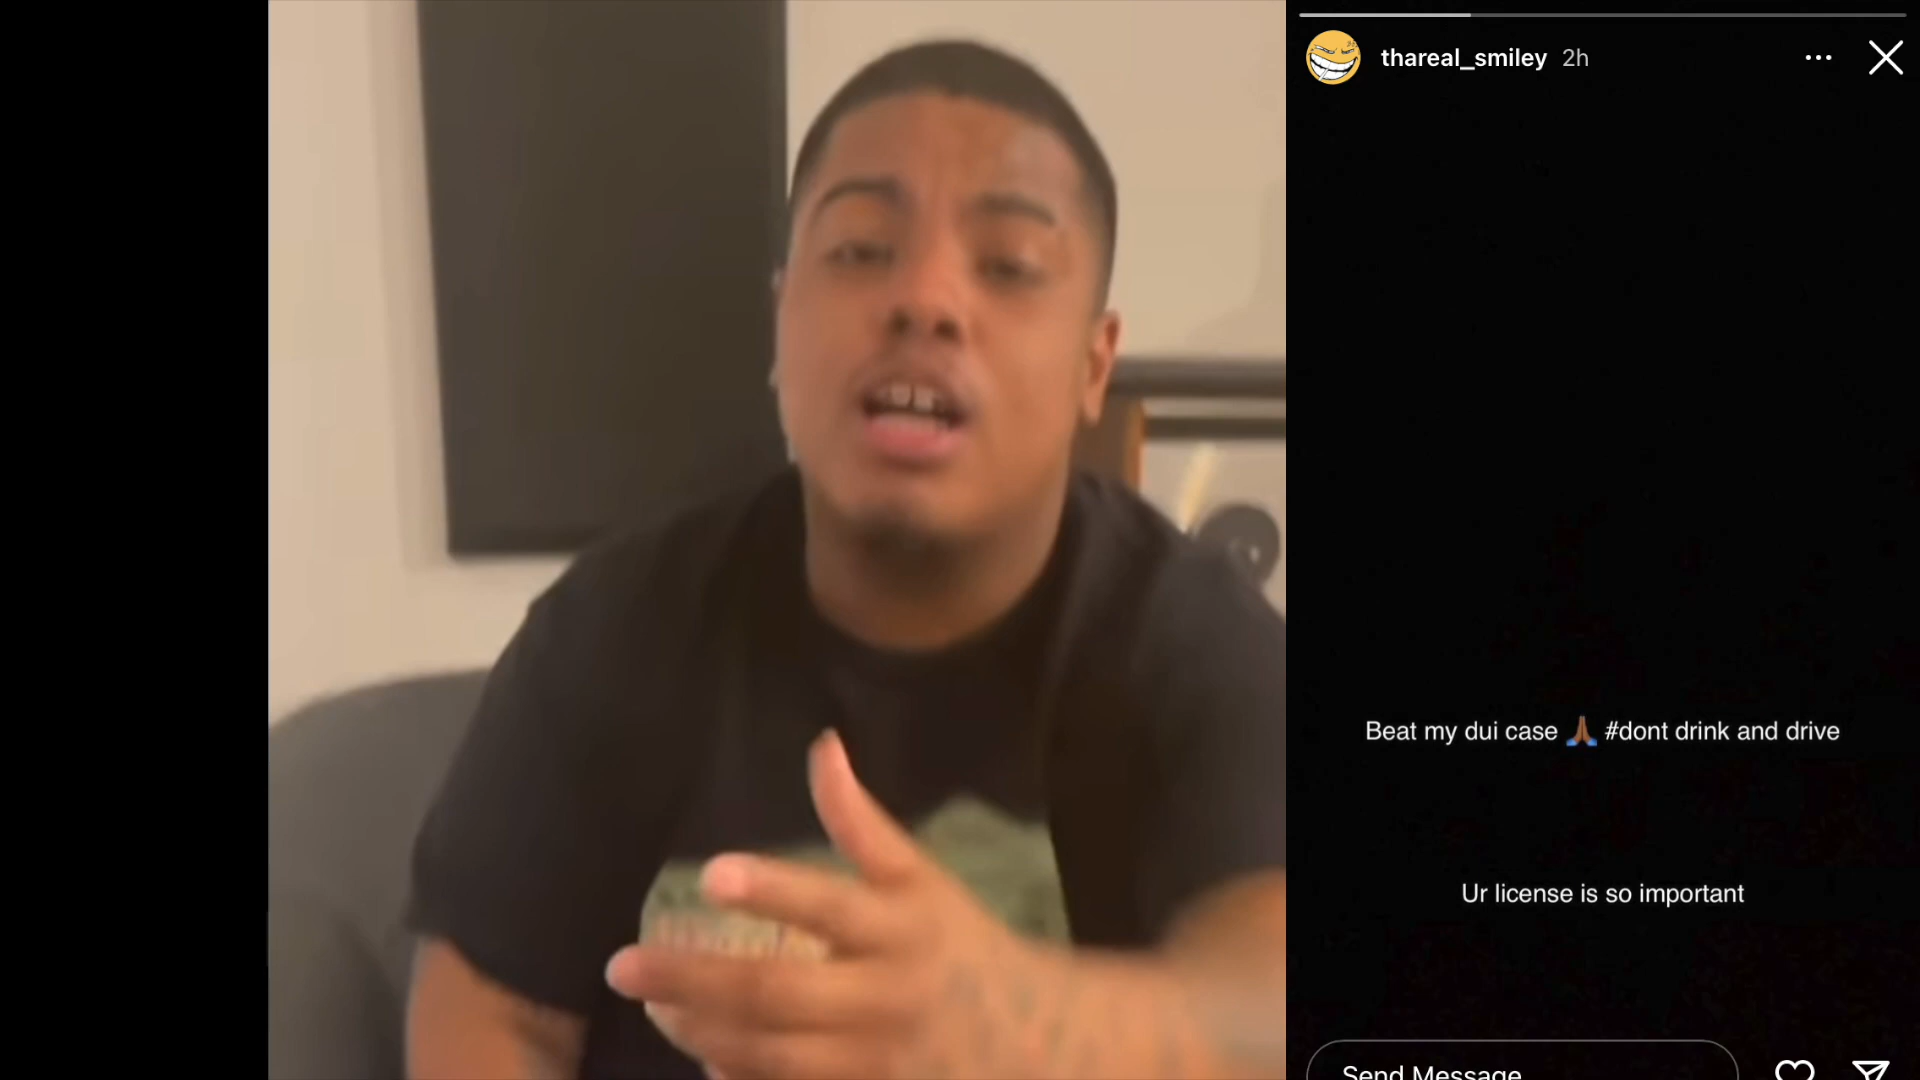 thareal_smiley 2h
Beat my dui case 🙏🏾 #dont drink and drive
Ur license is so important
Send Message